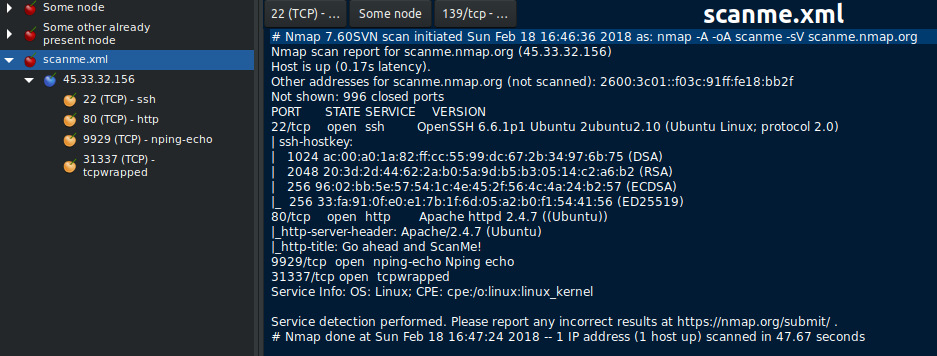 Some node
Some other already
present node
scanme.xml
45.33.32.156
22 (TCP) - ssh
80 (TCP) - http
9929 (TCP) - nping-echo
31337 (TCP) -
tcpwrapped
22 (TCP) - ...
Some node
139/tcp - ...
scanme.xml
# Nmap 7.60SVN scan initiated Sun Feb 18 16:46:36 2018 as: nmap -A -oA scanme -sV scanme.nmap.org
Nmap scan report for scanme.nmap.org (45.33.32.156)
Host is up (0.17s latency).
Other addresses for scanme.nmap.org (not scanned): 2600:3c01::f03c:91ff:fe18:bb2f
Not shown: 996 closed ports
PORT STATE SERVICE VERSION
22/tcp open ssh OpenSSH 6.6.1p1 Ubuntu 2ubuntu2.10 (Ubuntu Linux; protocol 2.0)
| ssh-hostkey:
| 1024 ac:00:a0:1a:82:ff:cc:55:99:dc:67:2b:34:97:6b:75 (DSA)
| 2048 20:3d:2d:44:62:2a:b0:5a:9d:b5:b3:05:14:c2:a6:b2 (RSA)
| 256 96:02:bb:5e:57:54:1c:4e:45:2f:56:4c:4a:24:b2:57 (ECDSA)
|_ 256 33:fa:91:0f:e0:e1:7b:1f:6d:05:a2:b0:f1:54:41:56 (ED25519)
80/tcp open http Apache httpd 2.4.7 ((Ubuntu))
|_http-server-header: Apache/2.4.7 (Ubuntu)
|_http-title: Go ahead and ScanMe!
9929/tcp open nping-echo Nping echo
31337/tcp open tcpwrapped
Service Info: OS: Linux; CPE: cpe:/o:linux:linux_kernel
Service detection performed. Please report any incorrect results at https://nmap.org/submit/ .
# Nmap done at Sun Feb 18 16:47:24 2018 -- 1 IP address (1 host up) scanned in 47.67 seconds